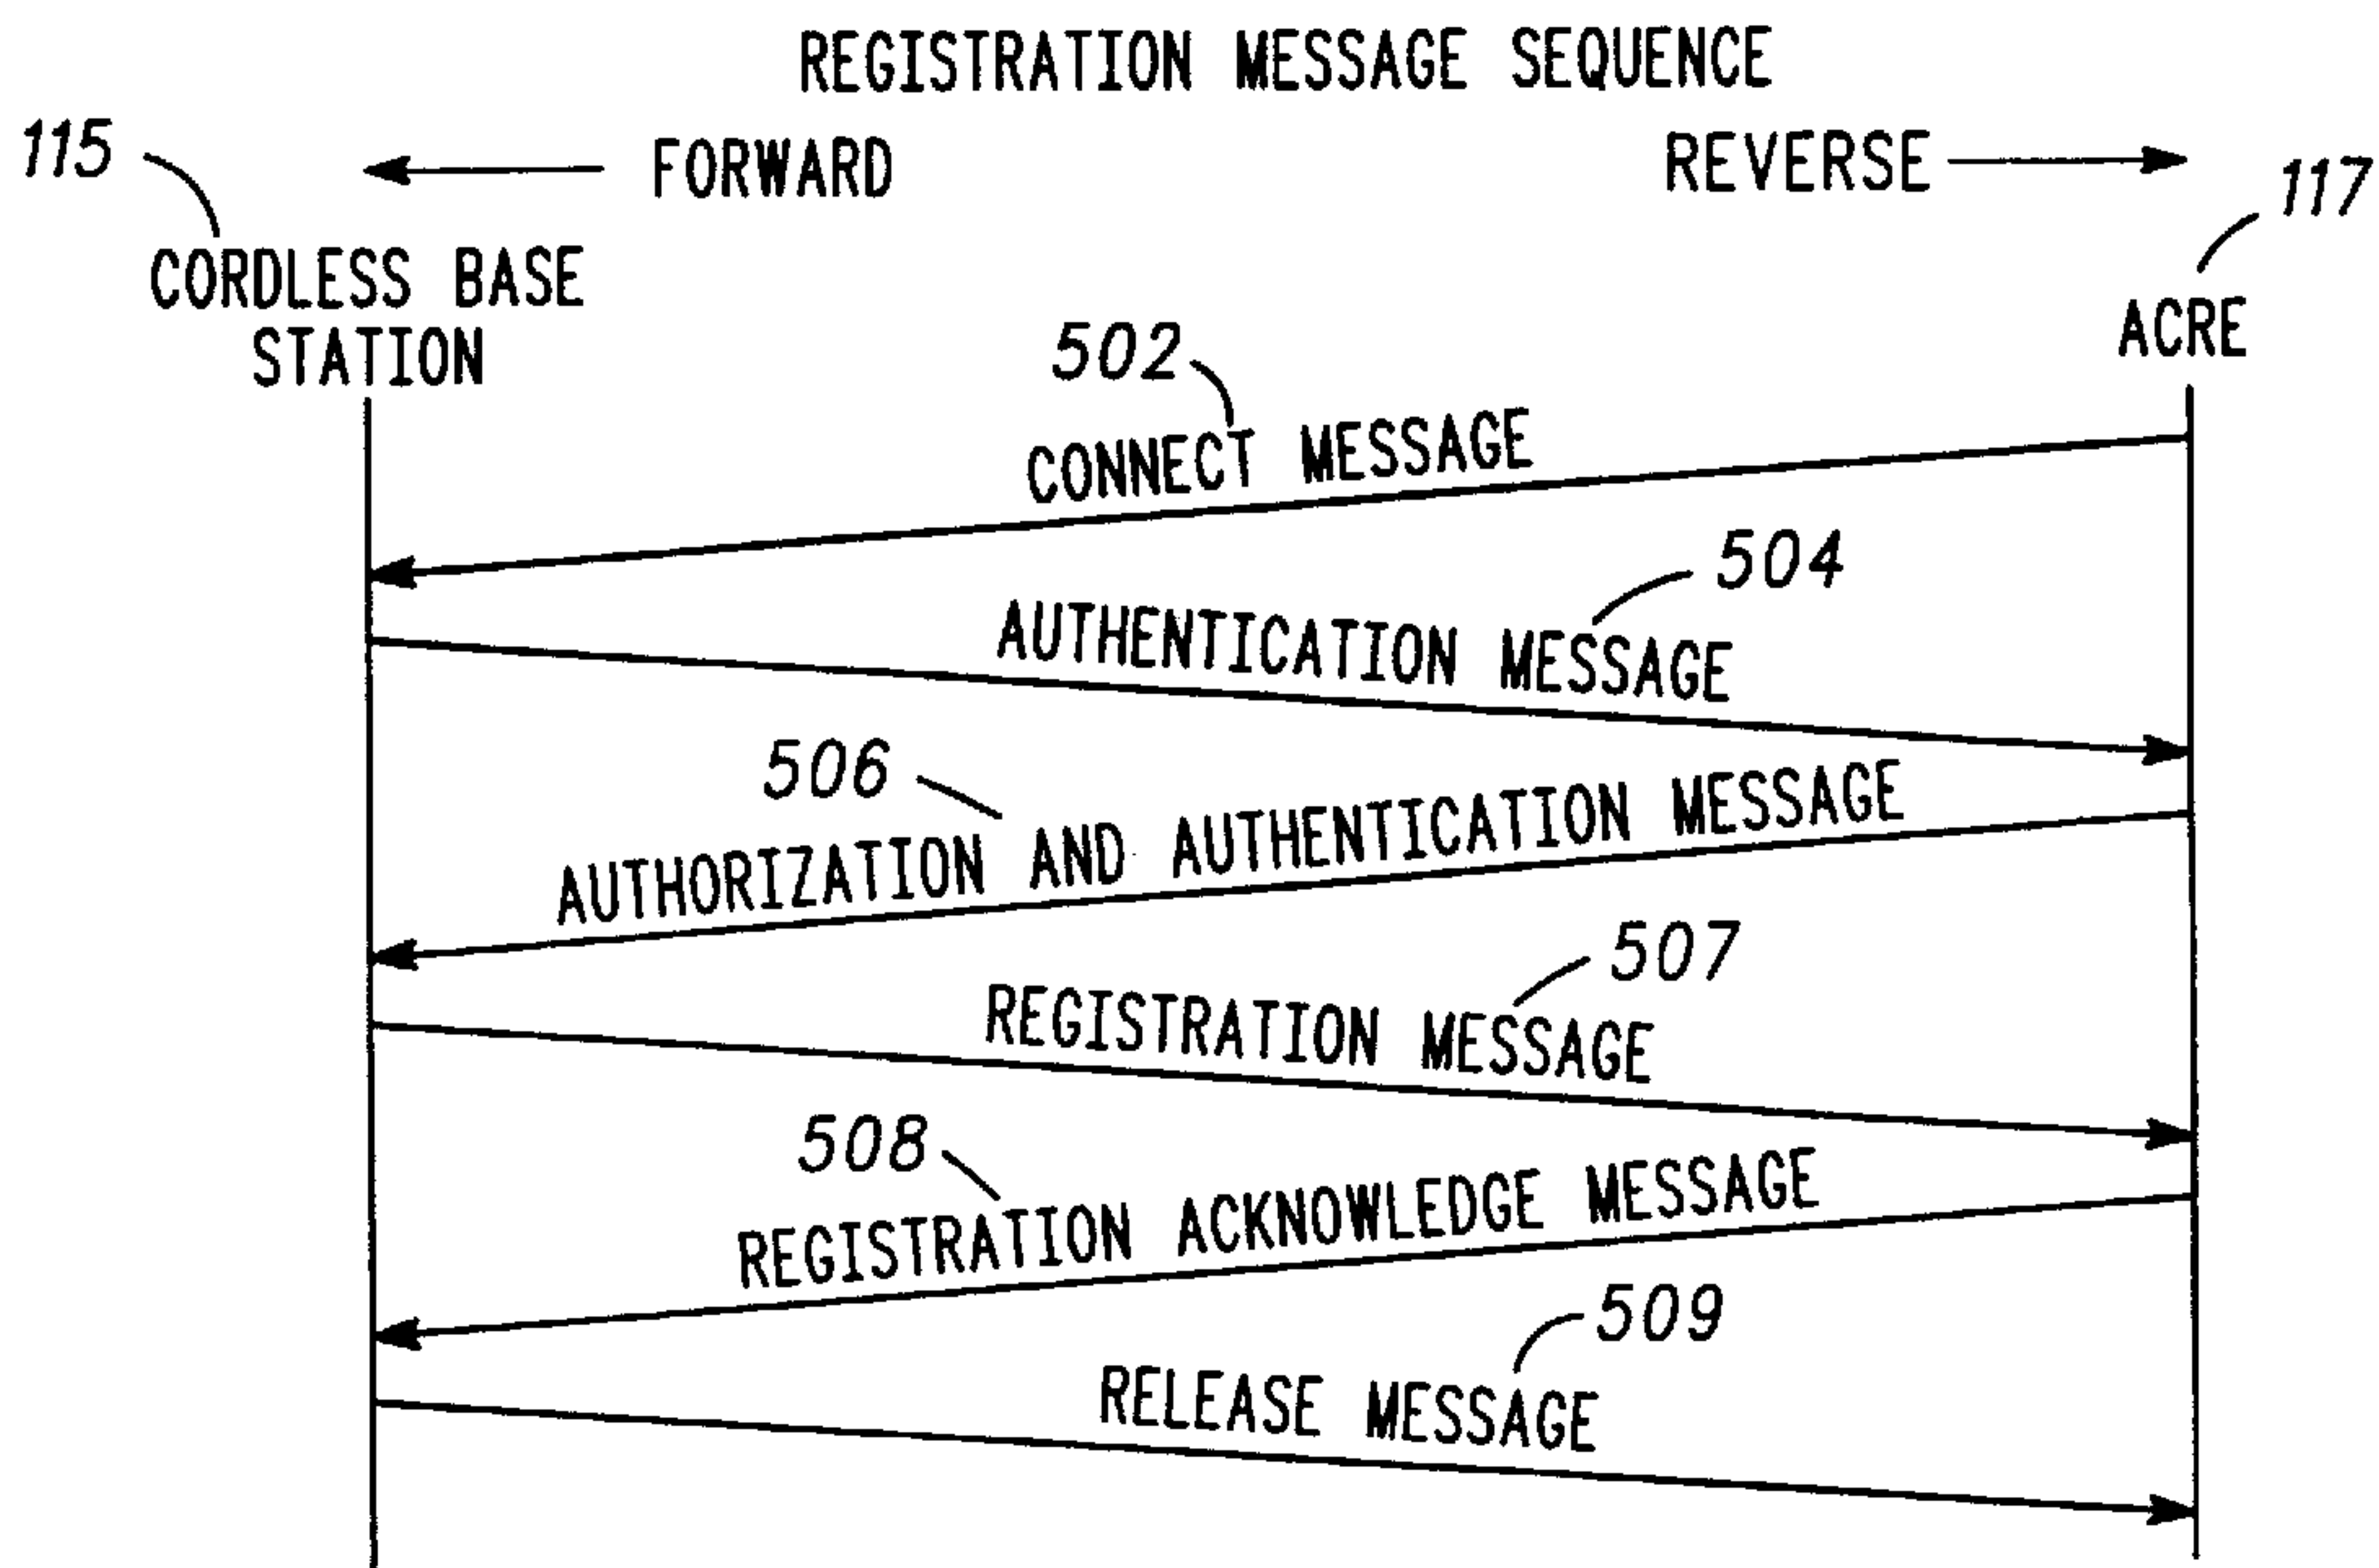 REGISTRATION MESSAGE SEQUENCE
115
FORWARD
REVERSE
117
CORDLESS BASE
STATION
ACRE
502
CONNECT MESSAGE
504
AUTHENTICATION MESSAGE
506
AUTHORIZATION AND AUTHENTICATION MESSAGE
507
REGISTRATION MESSAGE
508
REGISTRATION ACKNOWLEDGE MESSAGE
509
RELEASE MESSAGE